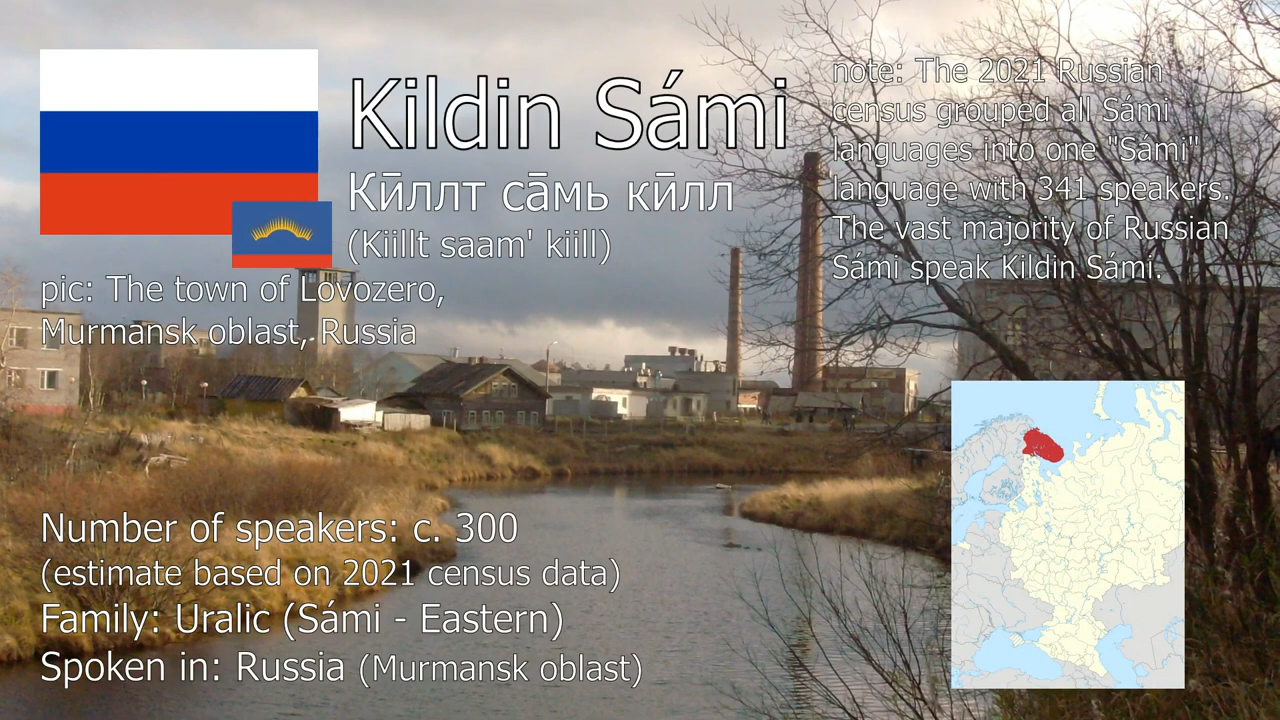 Kildin Sámi
Кӣллт са̄мь кӣлл
(Kiillt saam' kiill)
pic: The town of Lovozero,
Murmansk oblast, Russia
note: The 2021 Russian
census grouped all Sámi
languages into one "Sámi"
language with 341 speakers.
The vast majority of Russian
Sámi speak Kildin Sámi.
Number of speakers: c. 300
(estimate based on 2021 census data)
Family: Uralic (Sámi - Eastern)
Spoken in: Russia (Murmansk oblast)